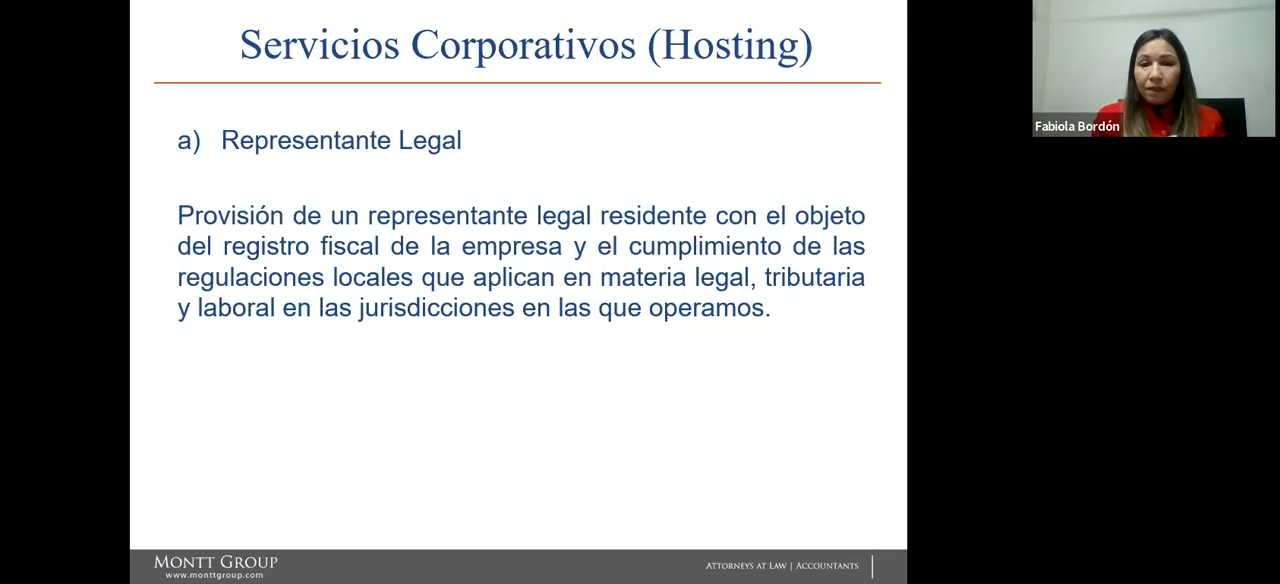 Servicios Corporativos (Hosting)
a) Representante Legal
Provisión de un representante legal residente con el objeto
del registro fiscal de la empresa y el cumplimiento de las
regulaciones locales que aplican en materia legal, tributaria
y laboral en las jurisdicciones en las que operamos.
MONTT GROUP
www.monttgroup.com
ATTORNEYS AT LAW | ACCOUNTANTS
Fabiola Bordón